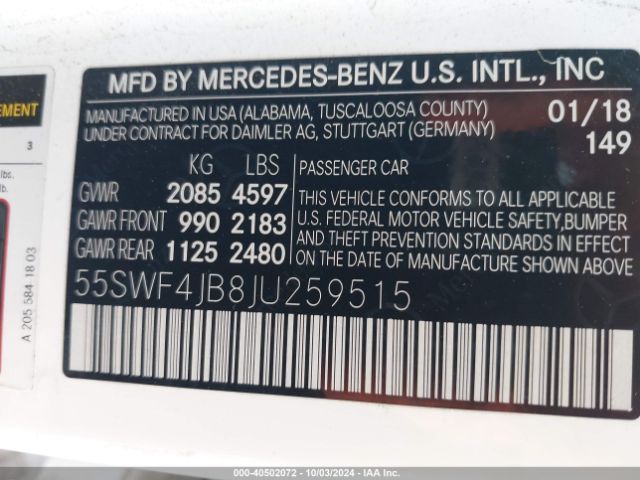 MFD BY MERCEDES-BENZ U.S. INTL., INC
MANUFACTURED IN USA (ALABAMA, TUSCALOOSA COUNTY) 01/18
UNDER CONTRACT FOR DAIMLER AG, STUTTGART (GERMANY) 149
KG LBS PASSENGER CAR
GVWR 2085 4597
GAWR FRONT 990 2183
GAWR REAR 1125 2480
THIS VEHICLE CONFORMS TO ALL APPLICABLE
U.S. FEDERAL MOTOR VEHICLE SAFETY,BUMPER
AND THEFT PREVENTION STANDARDS IN EFFECT
ON THE DATE OF MANUFACTURE SHOWN ABOVE.
55SWF4JB8JU259515
EMENT
3
lbs.
lb.
A 205 584 18 03
000-40502072 - 10/03/2024 - IAA Inc.